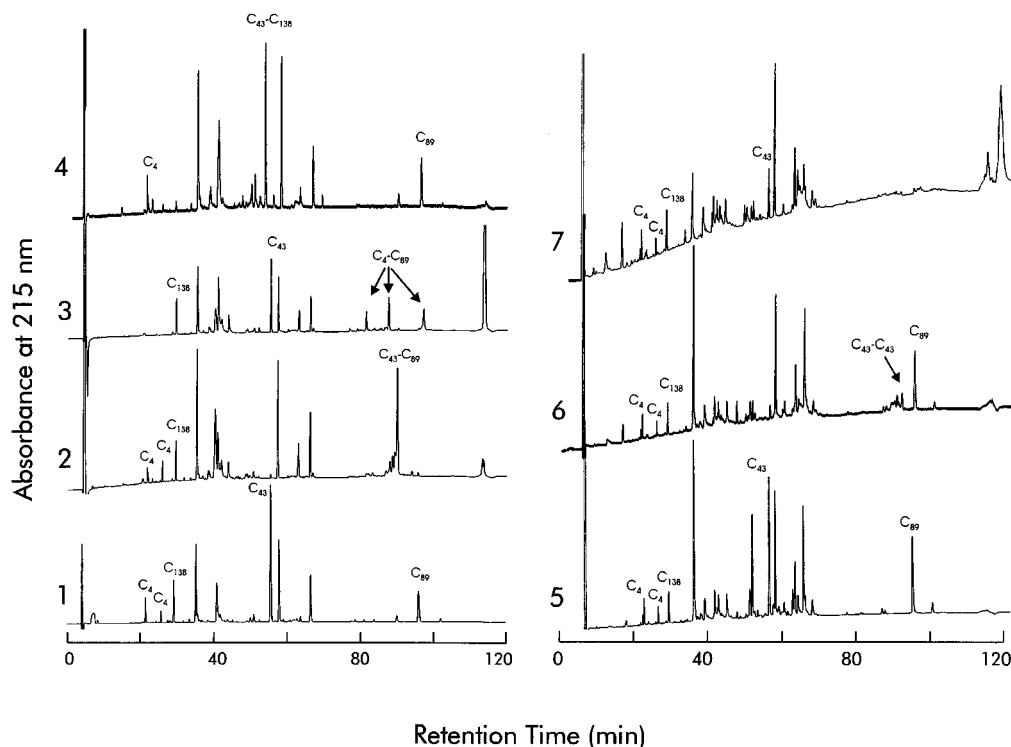 Absorbance at 215 nm
C43-C138
4
C4
C89
3
C138
C43
C4-C89
2
C4
C4
C138
C43-C89
1
C4
C4
C138
C43
C89
0
40
80
120
7
C4
C4
C138
C43
6
C4
C4
C138
C43-C43
C89
5
C4
C4
C138
C43
C89
0
40
80
120
Retention Time (min)